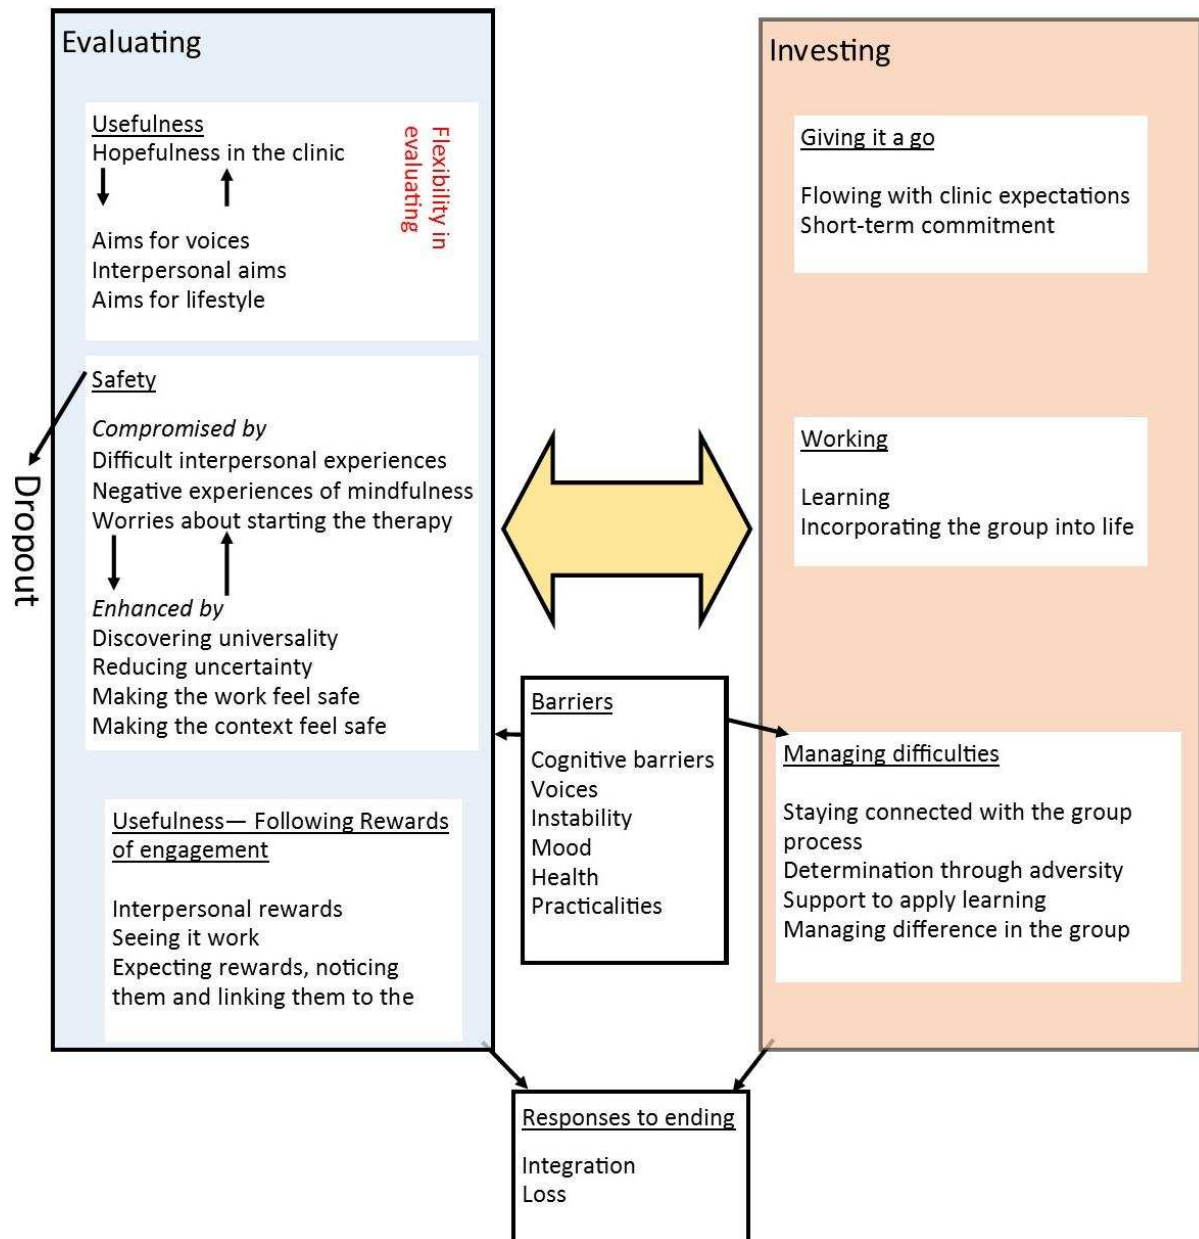 Evaluating
Usefulness
Hopefulness in the clinic
Aims for voices
Interpersonal aims
Aims for lifestyle
Flexibility in
evaluating
Safety
Compromised by
Difficult interpersonal experiences
Negative experiences of mindfulness
Worries about starting the therapy
Enhanced by
Discovering universality
Reducing uncertainty
Making the work feel safe
Making the context feel safe
Dropout
Usefulness— Following Rewards
of engagement
Interpersonal rewards
Seeing it work
Expecting rewards, noticing
them and linking them to the
Barriers
Cognitive barriers
Voices
Instability
Mood
Health
Practicalities
Investing
Giving it a go
Flowing with clinic expectations
Short-term commitment
Working
Learning
Incorporating the group into life
Managing difficulties
Staying connected with the group
process
Determination through adversity
Support to apply learning
Managing difference in the group
Responses to ending
Integration
Loss